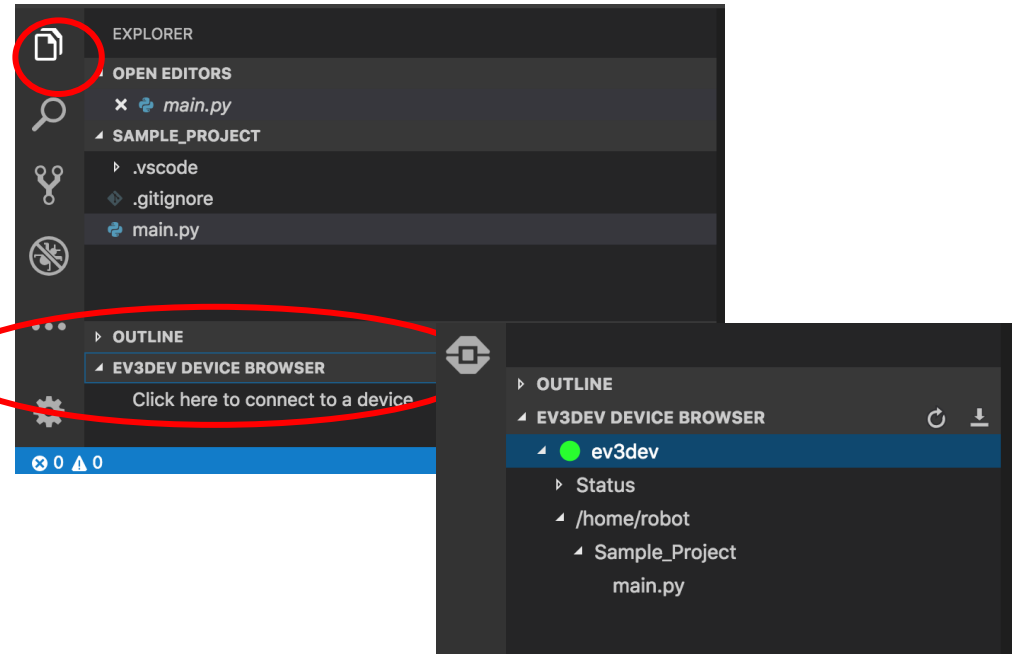 EXPLORER
OPEN EDITORS
main.py
SAMPLE_PROJECT
.vscode
.gitignore
main.py
OUTLINE
EV3DEV DEVICE BROWSER
Click here to connect to a device
0 0
OUTLINE
EV3DEV DEVICE BROWSER
ev3dev
Status
/home/robot
Sample_Project
main.py